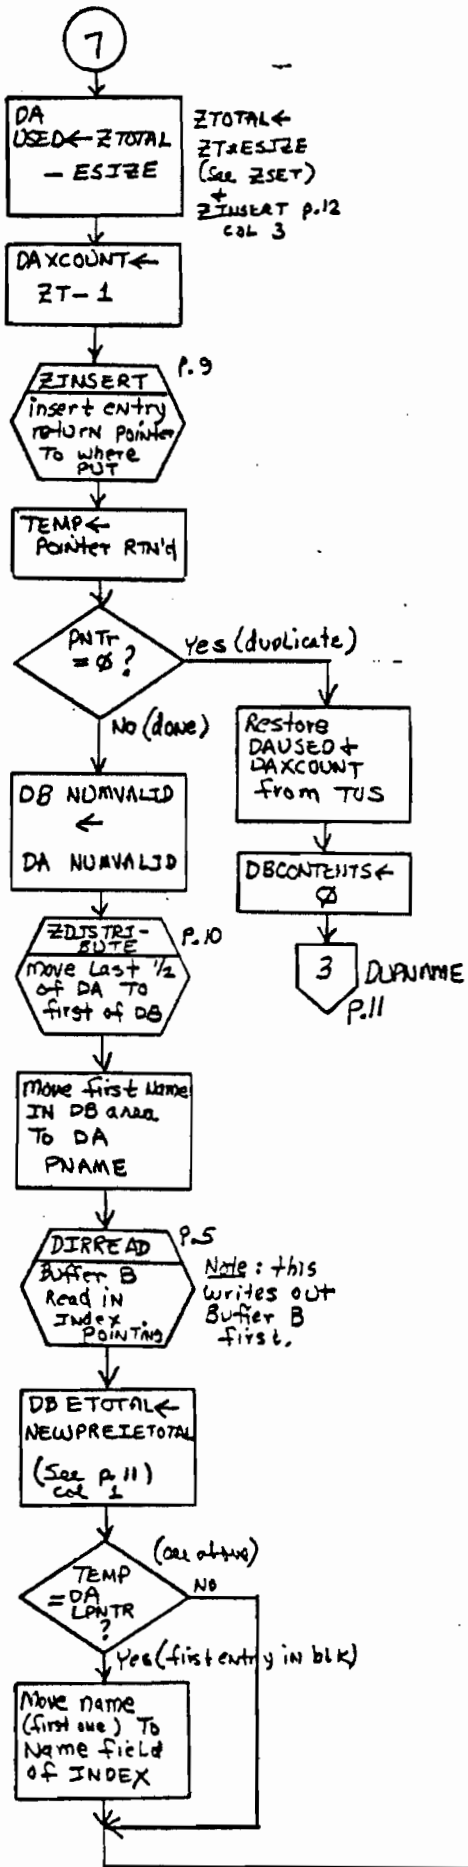 7
DA
USED← ZTOTAL
- ESIZE
ZTOTAL←
ZT*ESIZE
(See ZSET)
+
ZINSERT p.12
COL 3
DAXCOUNT←
ZT-1
P.9
ZINSERT
insert entry
return pointer
To where
PUT
TEMP←
Pointer RTN'd
PNTr
= Ø ?
Yes (duplicate)
No (done)
Restore
DAUSED +
DAXCOUNT
from TUS
DB NUMVALID
←
DA NUMVALID
DBCONTENTS←
Ø
3
DUPNAME
P.11
ZDISTRI-
BUTE
P.10
Move Last 1/2
of DA To
first of DB
Move first Name
IN DB area
To DA
PNAME
DIRREAD
P.5
Buffer B
Read in
Index
POINTING
Note: this
writes out
Buffer B
first.
DB ETOTAL←
NEWPREIETOTAL
(See p.11)
col 1
(see above)
TEMP
= DA
LPNTR
?
NO
Yes (first entry in blk)
Move name
(first one) To
Name field
of INDEX